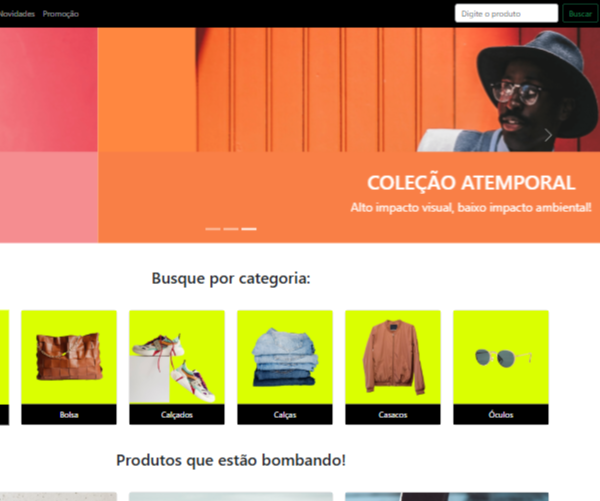 Novidades Promoção Digite o produto Buscar
COLEÇÃO ATEMPORAL
Alto impacto visual, baixo impacto ambiental!
Busque por categoria:
Bolsa Calçados Calças Casacos Óculos
Produtos que estão bombando!